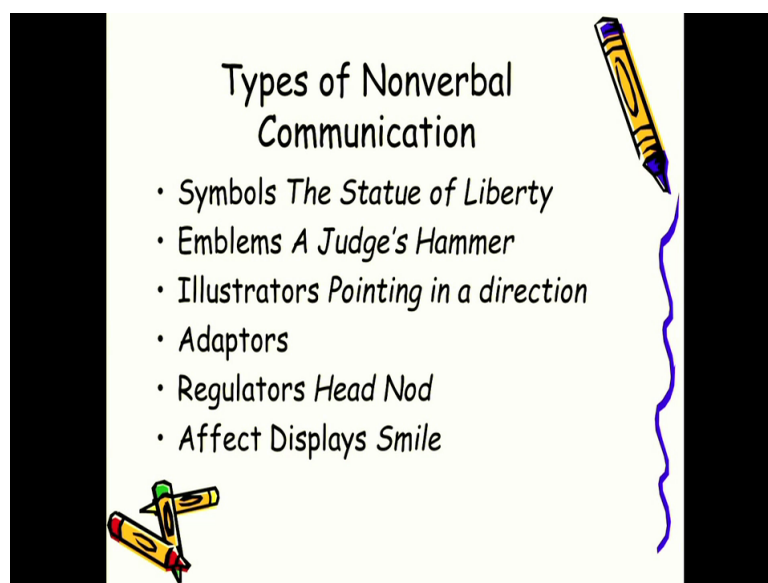 Types of Nonverbal
Communication
• Symbols The Statue of Liberty
• Emblems A Judge's Hammer
• Illustrators Pointing in a direction
• Adaptors
• Regulators Head Nod
• Affect Displays Smile